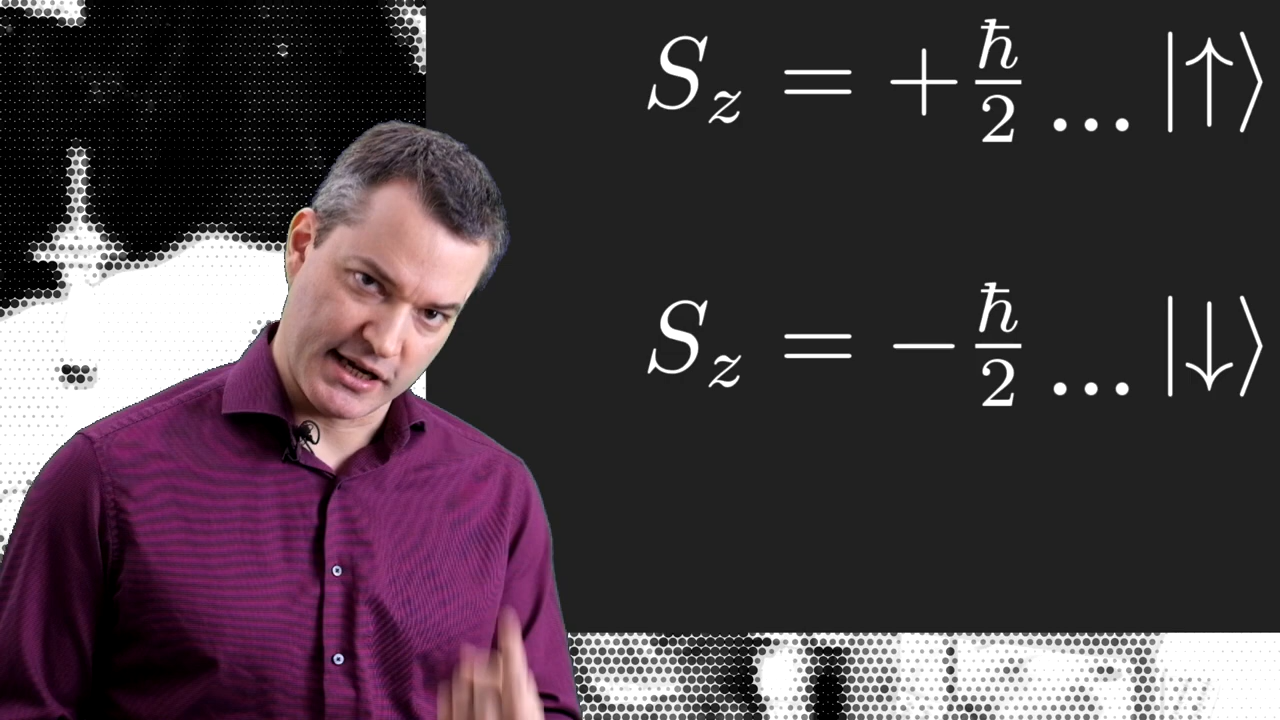 S_z = +ħ/2 ... |↑⟩
S_z = −ħ/2 ... |↓⟩